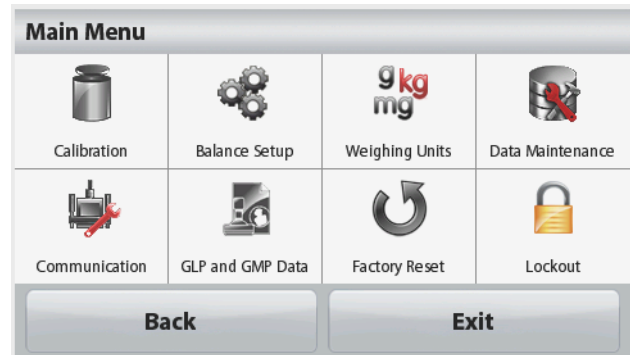 Main Menu
g kg
mg
Calibration
Balance Setup
Weighing Units
Data Maintenance
Communication
GLP and GMP Data
Factory Reset
Lockout
Back
Exit